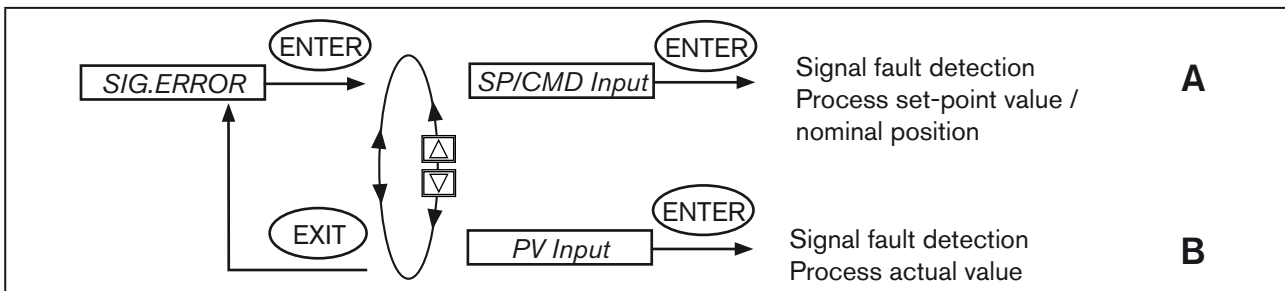 ENTER
SIG.ERROR
ENTER
SP/CMD Input
Signal fault detection
Process set-point value /
nominal position
A
EXIT
ENTER
PV Input
Signal fault detection
Process actual value
B